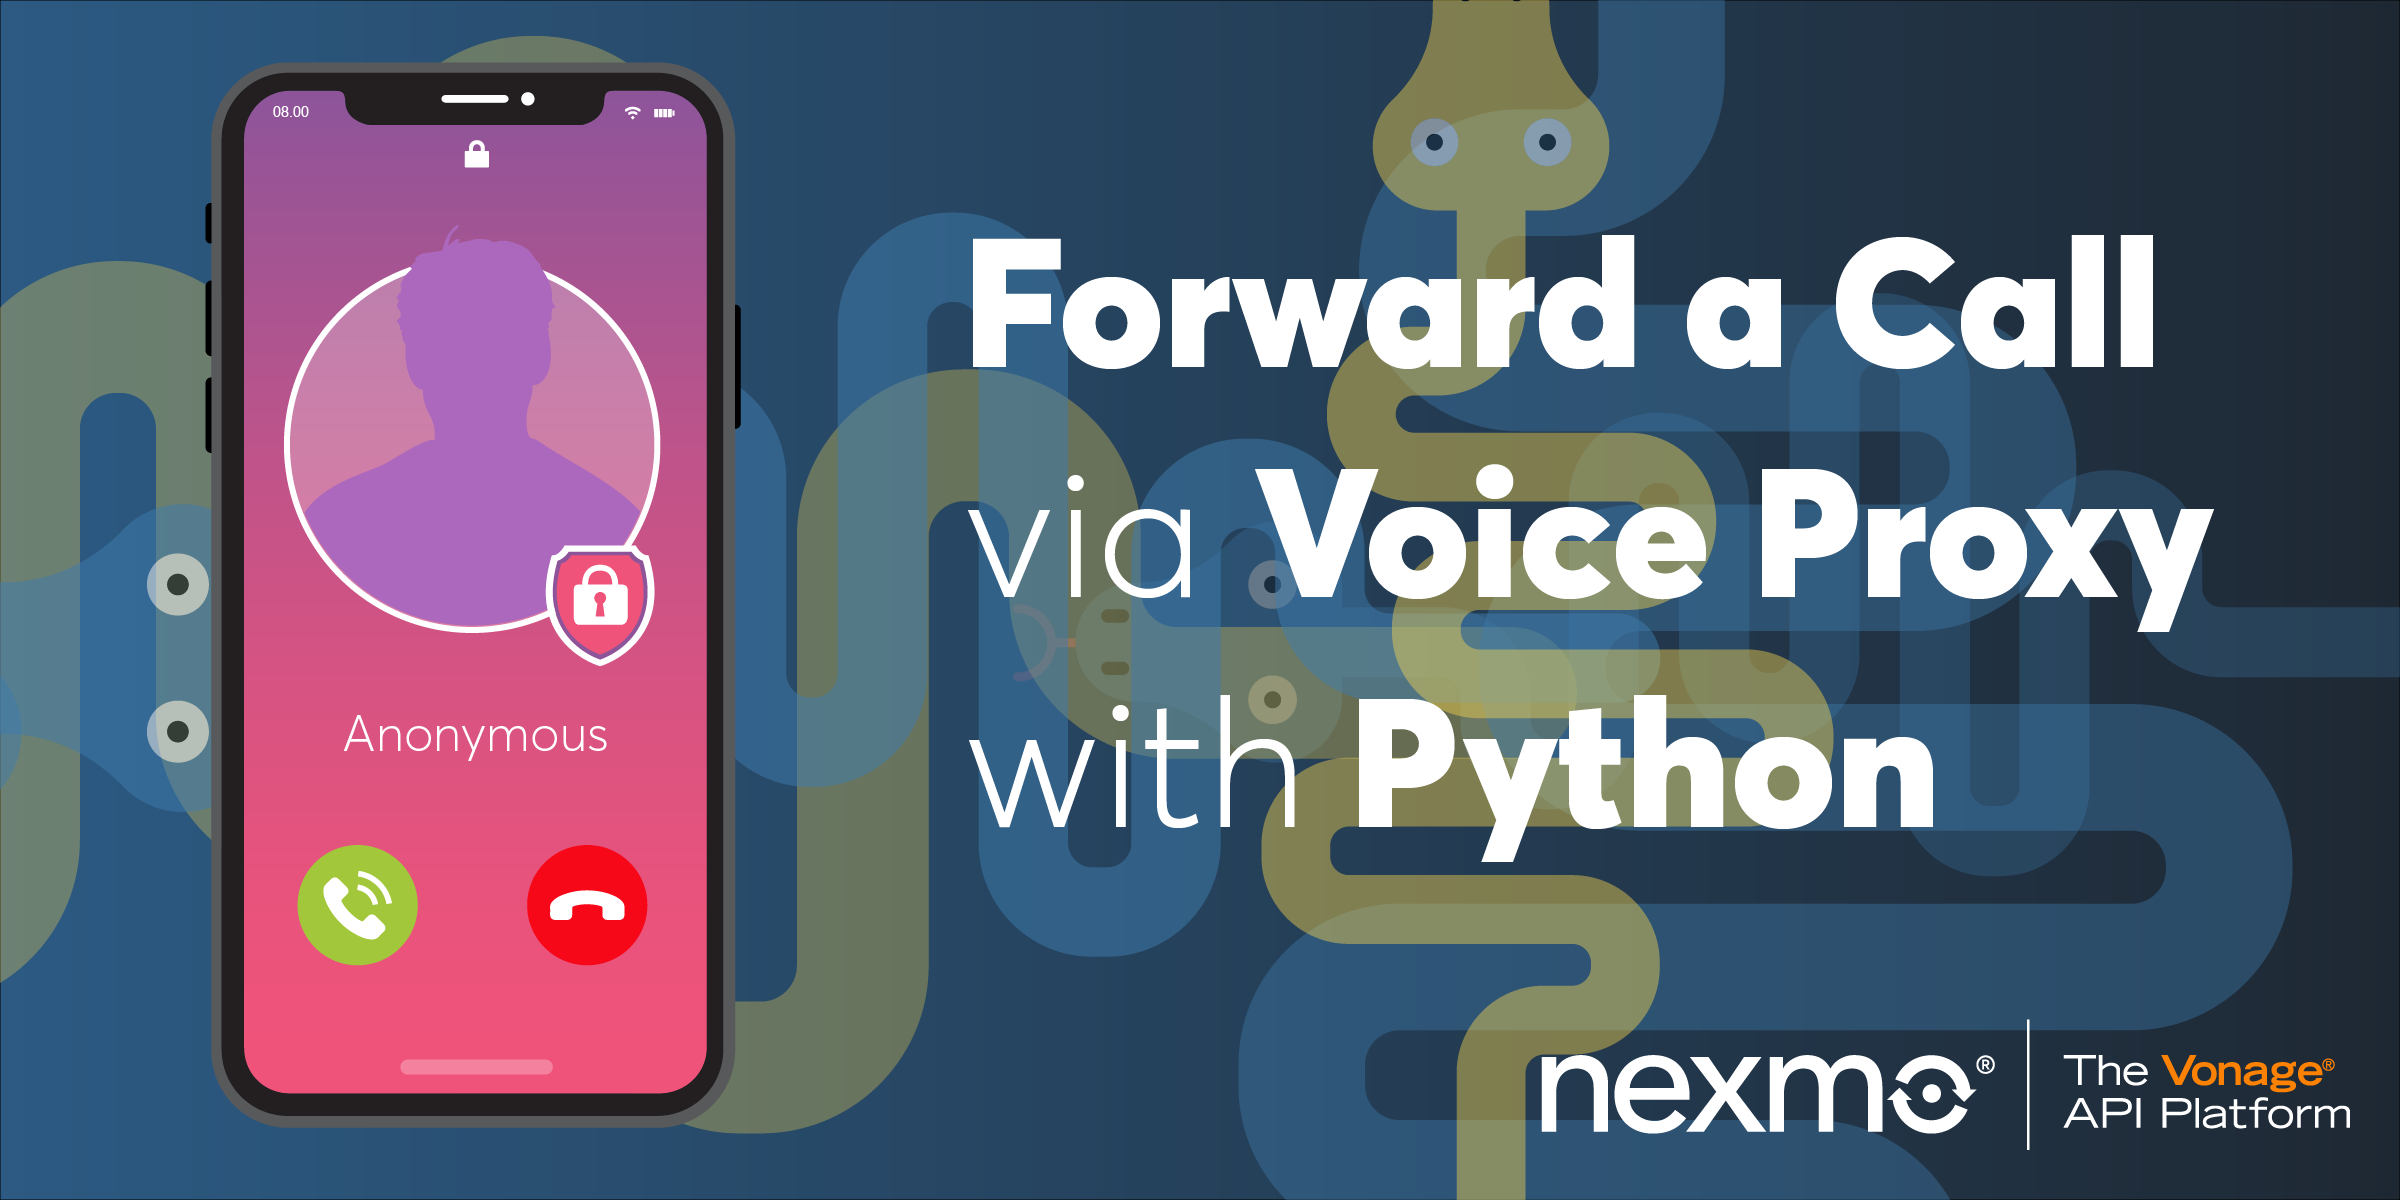 08.00
Anonymous
Forward a Call
via Voice Proxy
with Python
nexmo®
The Vonage®
API Platform